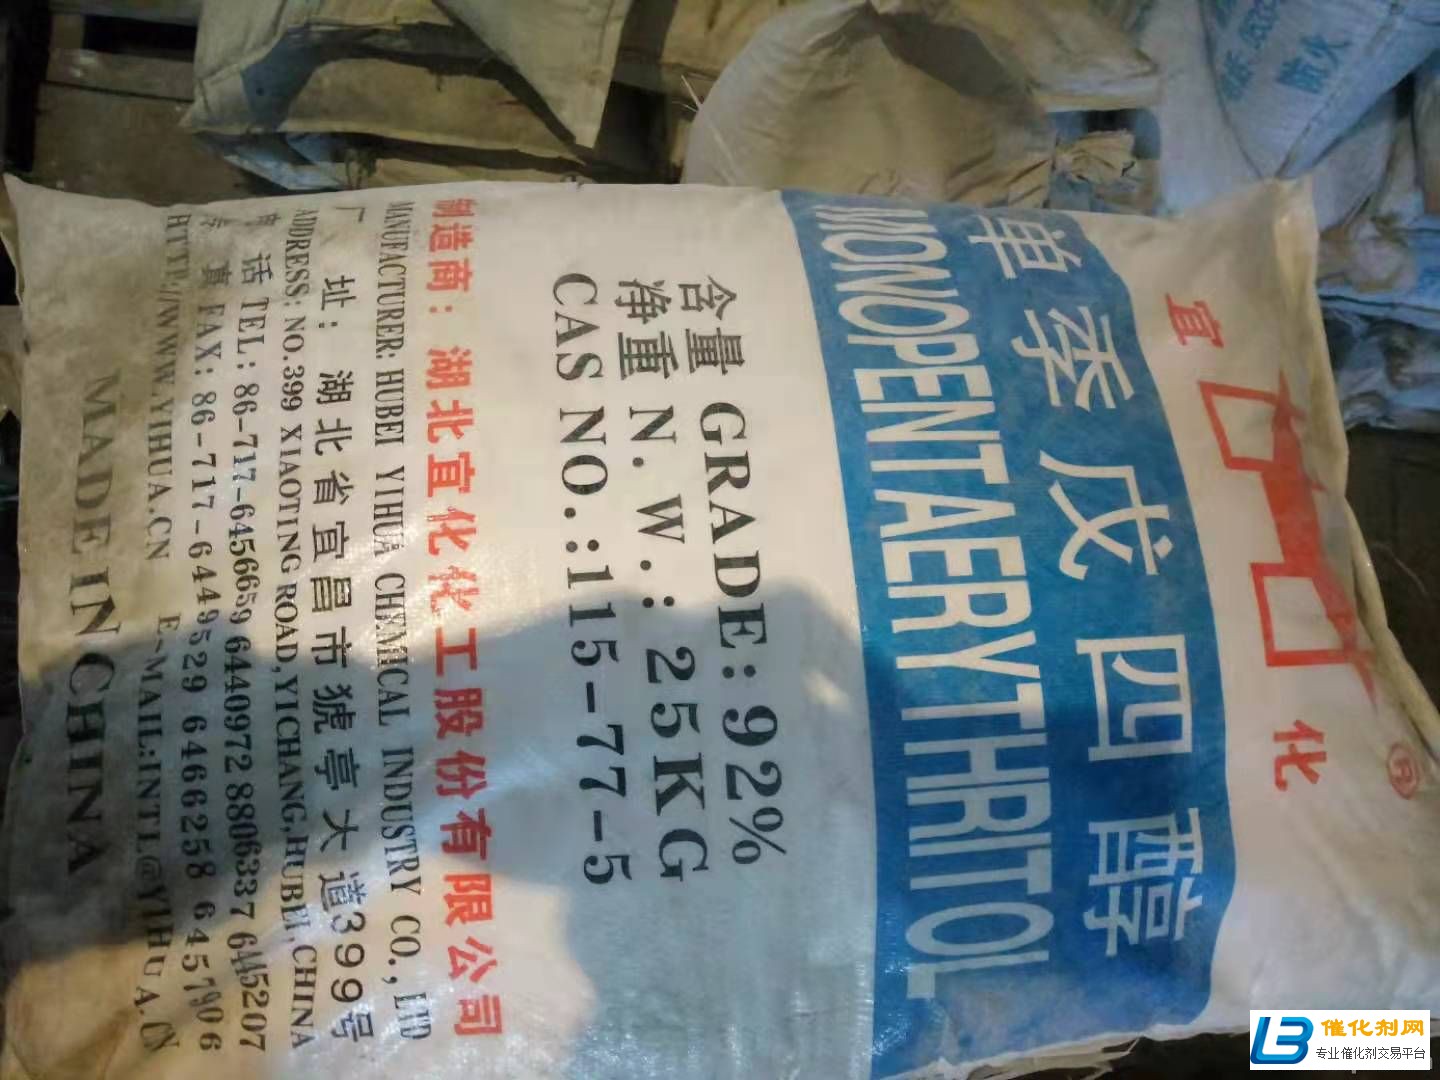 宜化
®
单季戊四醇
MONOPENTAERYTHRITOL
含量 GRADE: 92%
净重 N.W.: 25KG
CAS NO.:115-77-5
制造商: 湖北宜化化工股份有限公司
MANUFACTURER: HUBEI YIHUA CHEMICAL INDUSTRY CO., LTD
厂 址: 湖北省宜昌市猇亭大道399号
ADDRESS: NO.399 XIAOTING ROAD,YICHANG,HUBEI,CHINA
电 话 TEL: 86-717-6456659 6440972 8806337 6445207
传 真 FAX: 86-717-6449529 6466258 6457906
HTTP://WWW.YIHUA.CN E-MAIL:INTL@YIHUA.CN
MADE IN CHINA
防火
催化剂网
专业催化剂交易平台